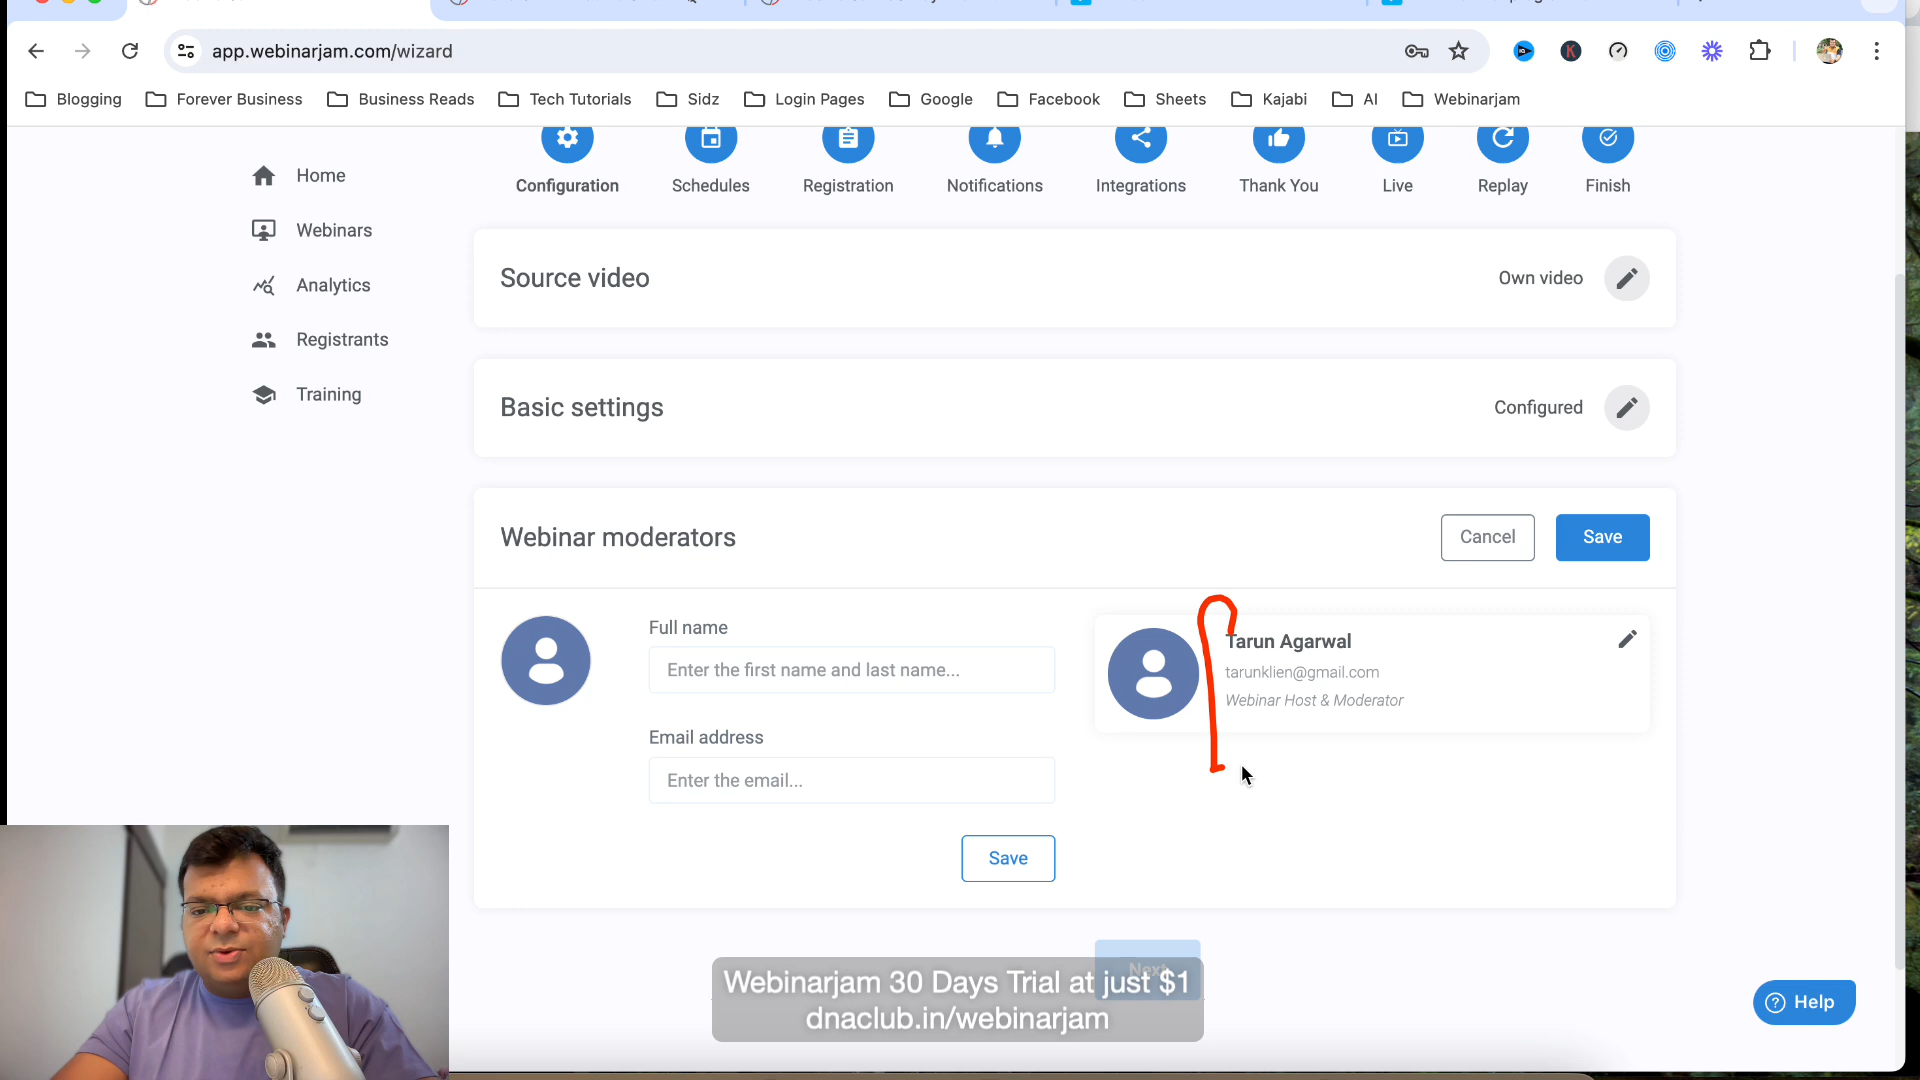 app.webinarjam.com/wizard
Blogging Forever Business Business Reads Tech Tutorials Sidz Login Pages Google Facebook Sheets Kajabi AI Webinarjam
Configuration Schedules Registration Notifications Integrations Thank You Live Replay Finish
Home
Webinars
Analytics
Registrants
Training
Source video
Own video
Basic settings
Configured
Webinar moderators
Cancel
Save
Full name
Enter the first name and last name...
Email address
Enter the email...
Save
Tarun Agarwal
tarunklien@gmail.com
Webinar Host & Moderator
Next
Webinarjam 30 Days Trial at just $1
dnaclub.in/webinarjam
Help